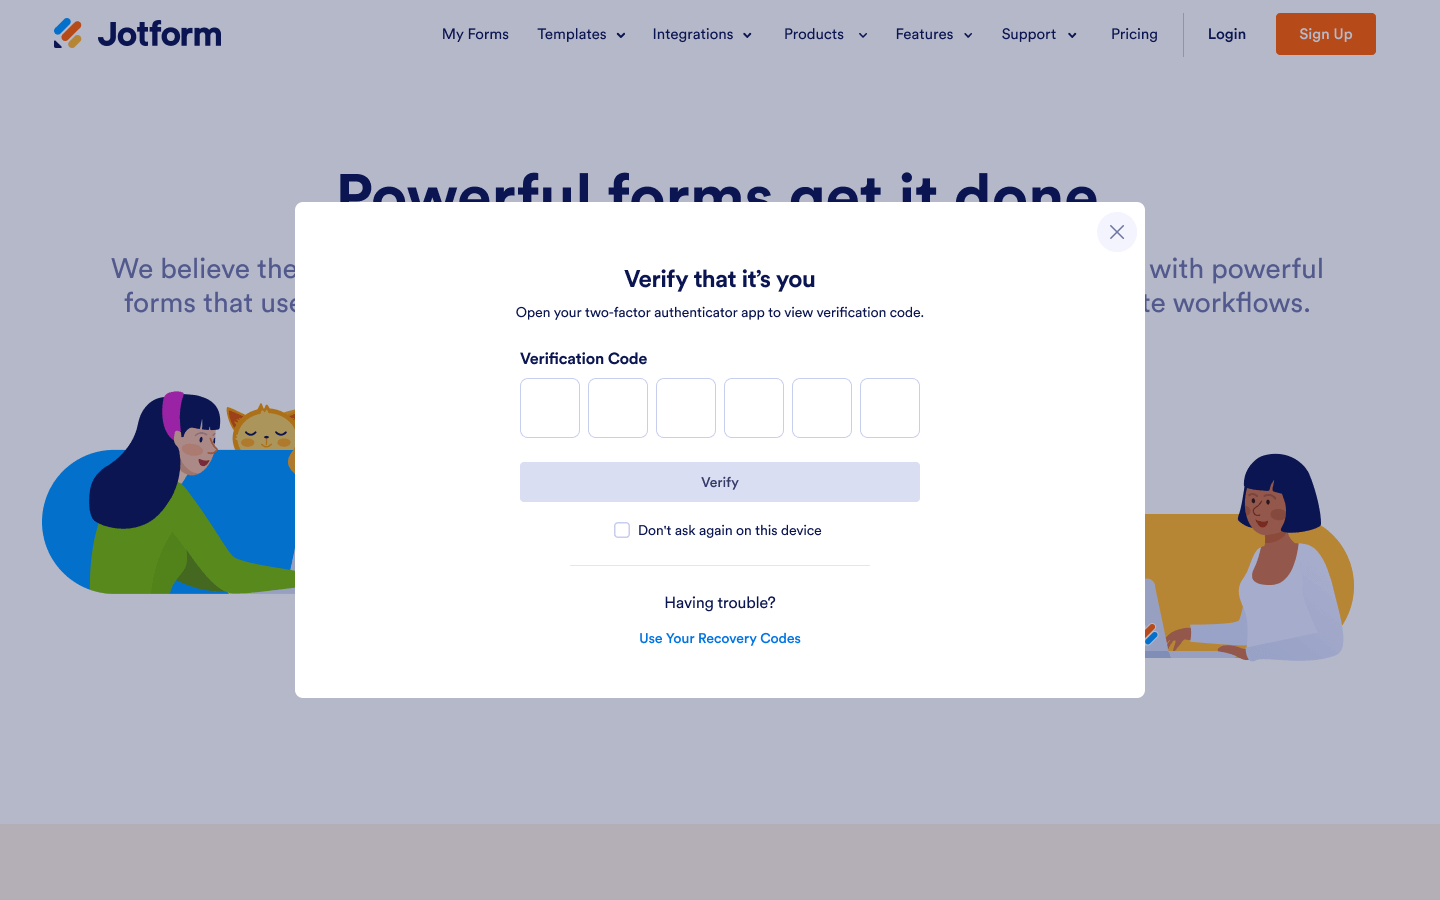 Jotform
My Forms Templates Integrations Products Features Support Pricing Login Sign Up
Powerful forms get it done
We believe the with powerful
forms that use te workflows.
Verify that it’s you
Open your two-factor authenticator app to view verification code.
Verification Code
Verify
Don't ask again on this device
Having trouble?
Use Your Recovery Codes